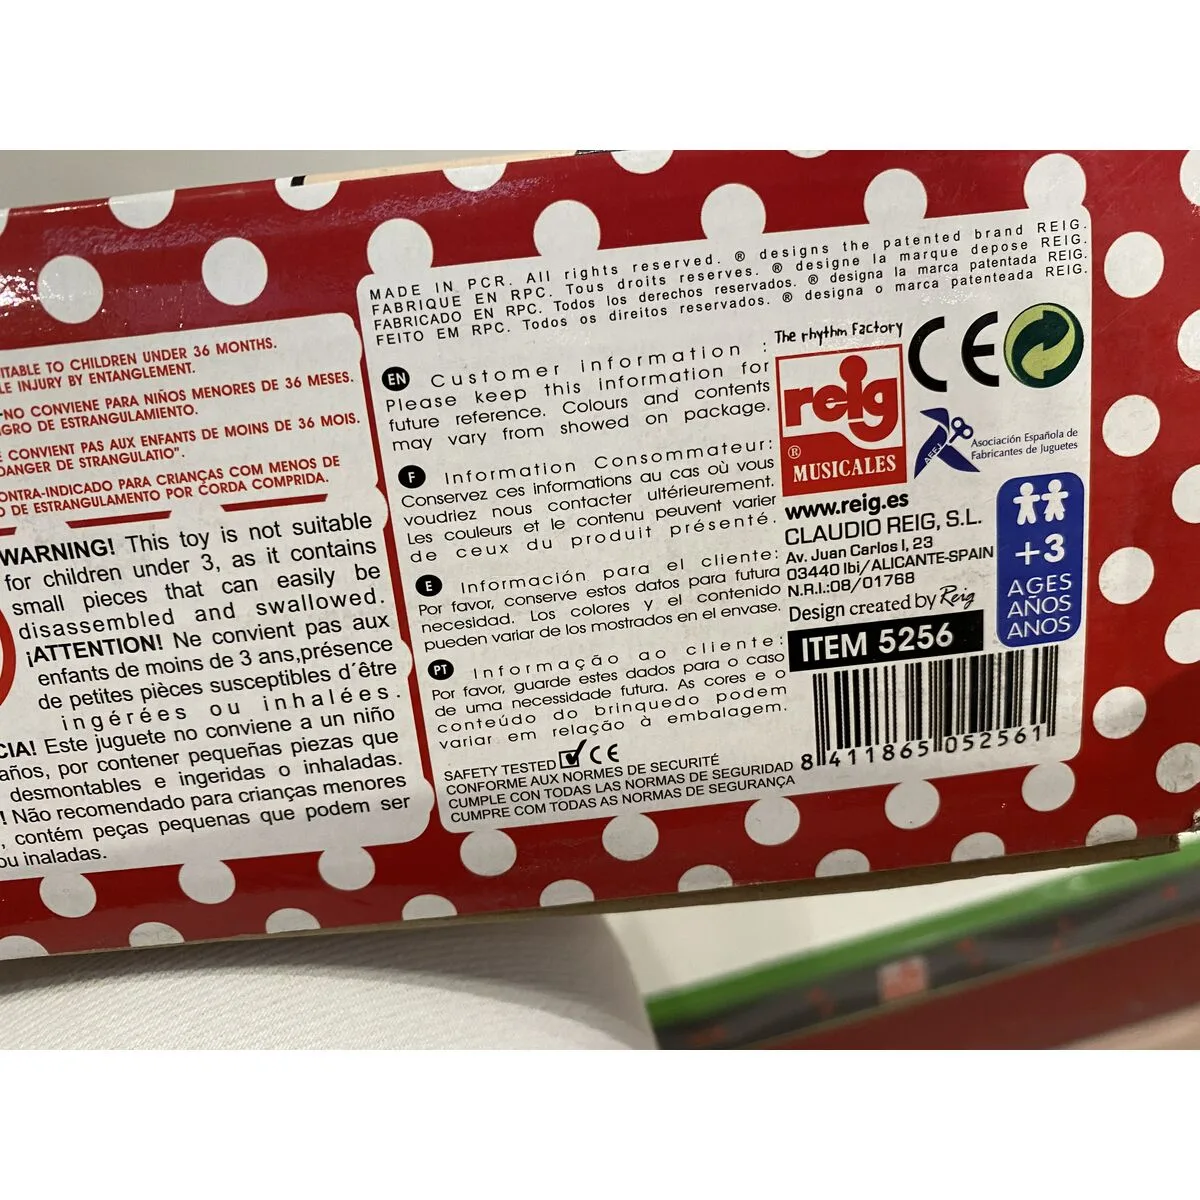 ITABLE TO CHILDREN UNDER 36 MONTHS.
LE INJURY BY ENTANGLEMENT.
-NO CONVIENE PARA NIÑOS MENORES DE 36 MESES.
GRO DE ESTRANGULAMIENTO.
CONVIENT PAS AUX ENFANTS DE MOINS DE 36 MOIS.
DANGER DE STRANGULATIO".
ONTRA-INDICADO PARA CRIANÇAS COM MENOS DE
O DE ESTRANGULAMENTO POR CORDA COMPRIDA.
WARNING! This toy is not suitable
for children under 3, as it contains
small pieces that can easily be
disassembled and swallowed.
¡ATTENTION! Ne convient pas aux
enfants de moins de 3 ans,présence
de petites pièces susceptibles d´être
ingérées ou inhalées.
CIA! Este juguete no conviene a un niño
años, por contener pequeñas piezas que
desmontables e ingeridas o inhaladas.
! Não recomendado para crianças menores
, contém peças pequenas que podem ser
ou inaladas.
MADE IN PCR. All rights reserved. ® designs the patented brand REIG.
FABRIQUE EN RPC. Tous droits reserves. ® designe la marque depose REIG.
FABRICADO EN RPC. Todos los derechos reservados. ® designa la marca patentada REIG.
FEITO EM RPC. Todos os direitos reservados. ® designa o marca patenteada REIG.
EN Customer information :
Please keep this information for
future reference. Colours and contents
may vary from showed on package.
F Information Consommateur:
Conservez ces informations au cas où vous
voudriez nous contacter ultérieurement.
Les couleurs et le contenu peuvent varier
de ceux du produit présenté.
E Información para el cliente:
Por favor, conserve estos datos para futura
necesidad. Los colores y el contenido
pueden variar de los mostrados en el envase.
PT Informação ao cliente:
Por favor, guarde estes dados para o caso
de uma necessidade futura. As cores e o
conteúdo do brinquedo podem
variar em relação à embalagem.
SAFETY TESTED CE
CONFORME AUX NORMES DE SECURITÉ
CUMPLE CON TODAS LAS NORMAS DE SEGURIDAD
CUMPRE COM TODAS AS NORMAS DE SEGURANÇA
The rhythm factory
reig
®
MUSICALES
CE
AEFJ
Asociación Española de
Fabricantes de Juguetes
www.reig.es
CLAUDIO REIG, S.L.
Av. Juan Carlos I, 23
03440 Ibi/ALICANTE-SPAIN
N.R.I.:08/01768
Design created by Reig
ITEM 5256
+3
AGES
AÑOS
ANOS
8 411865 052561